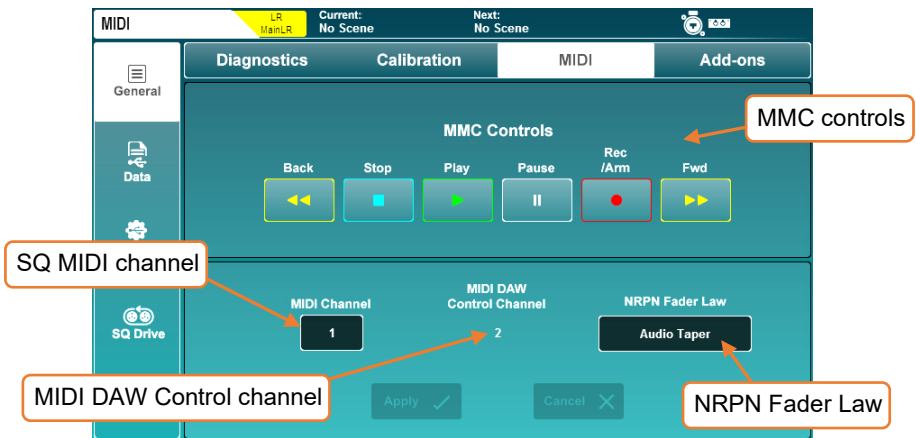 MIDI
LR
MainLR
Current:
No Scene
Next:
No Scene
General
Data
SQ Drive
Diagnostics
Calibration
MIDI
Add-ons
MMC Controls
Back
Stop
Play
Pause
Rec
/Arm
Fwd
MMC controls
SQ MIDI channel
MIDI Channel
1
MIDI DAW
Control Channel
2
NRPN Fader Law
Audio Taper
MIDI DAW Control channel
Apply
Cancel
NRPN Fader Law